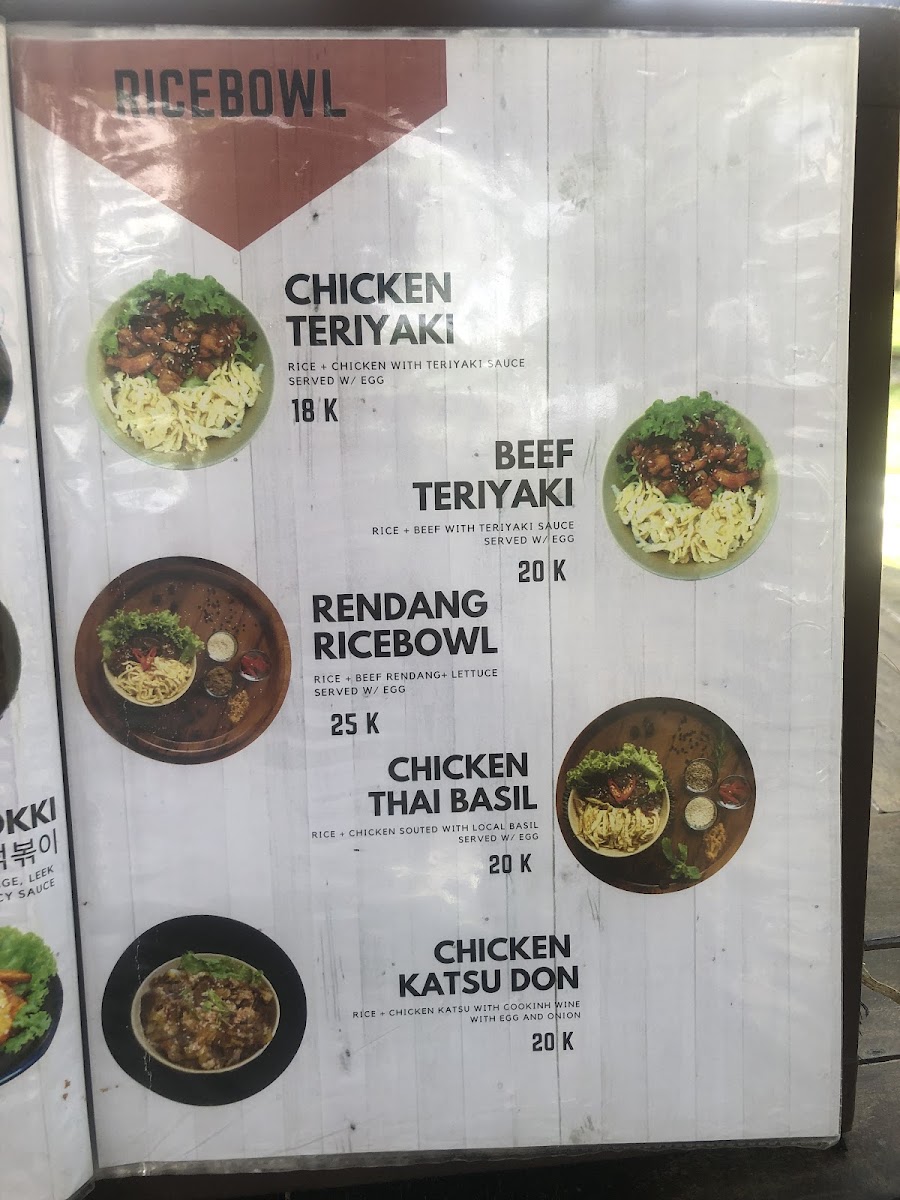 RICEBOWL
CHICKEN
TERIYAKI
RICE + CHICKEN WITH TERIYAKI SAUCE
SERVED W/ EGG
18 K
BEEF
TERIYAKI
RICE + BEEF WITH TERIYAKI SAUCE
SERVED W/ EGG
20 K
RENDANG
RICEBOWL
RICE + BEEF RENDANG+ LETTUCE
SERVED W/ EGG
25 K
CHICKEN
THAI BASIL
RICE + CHICKEN SOUTED WITH LOCAL BASIL
SERVED W/ EGG
20 K
CHICKEN
KATSU DON
RICE + CHICKEN KATSU WITH COOKINH WINE
WITH EGG AND ONION
20 K
OKKI
볶이
GE, LEEK
CY SAUCE